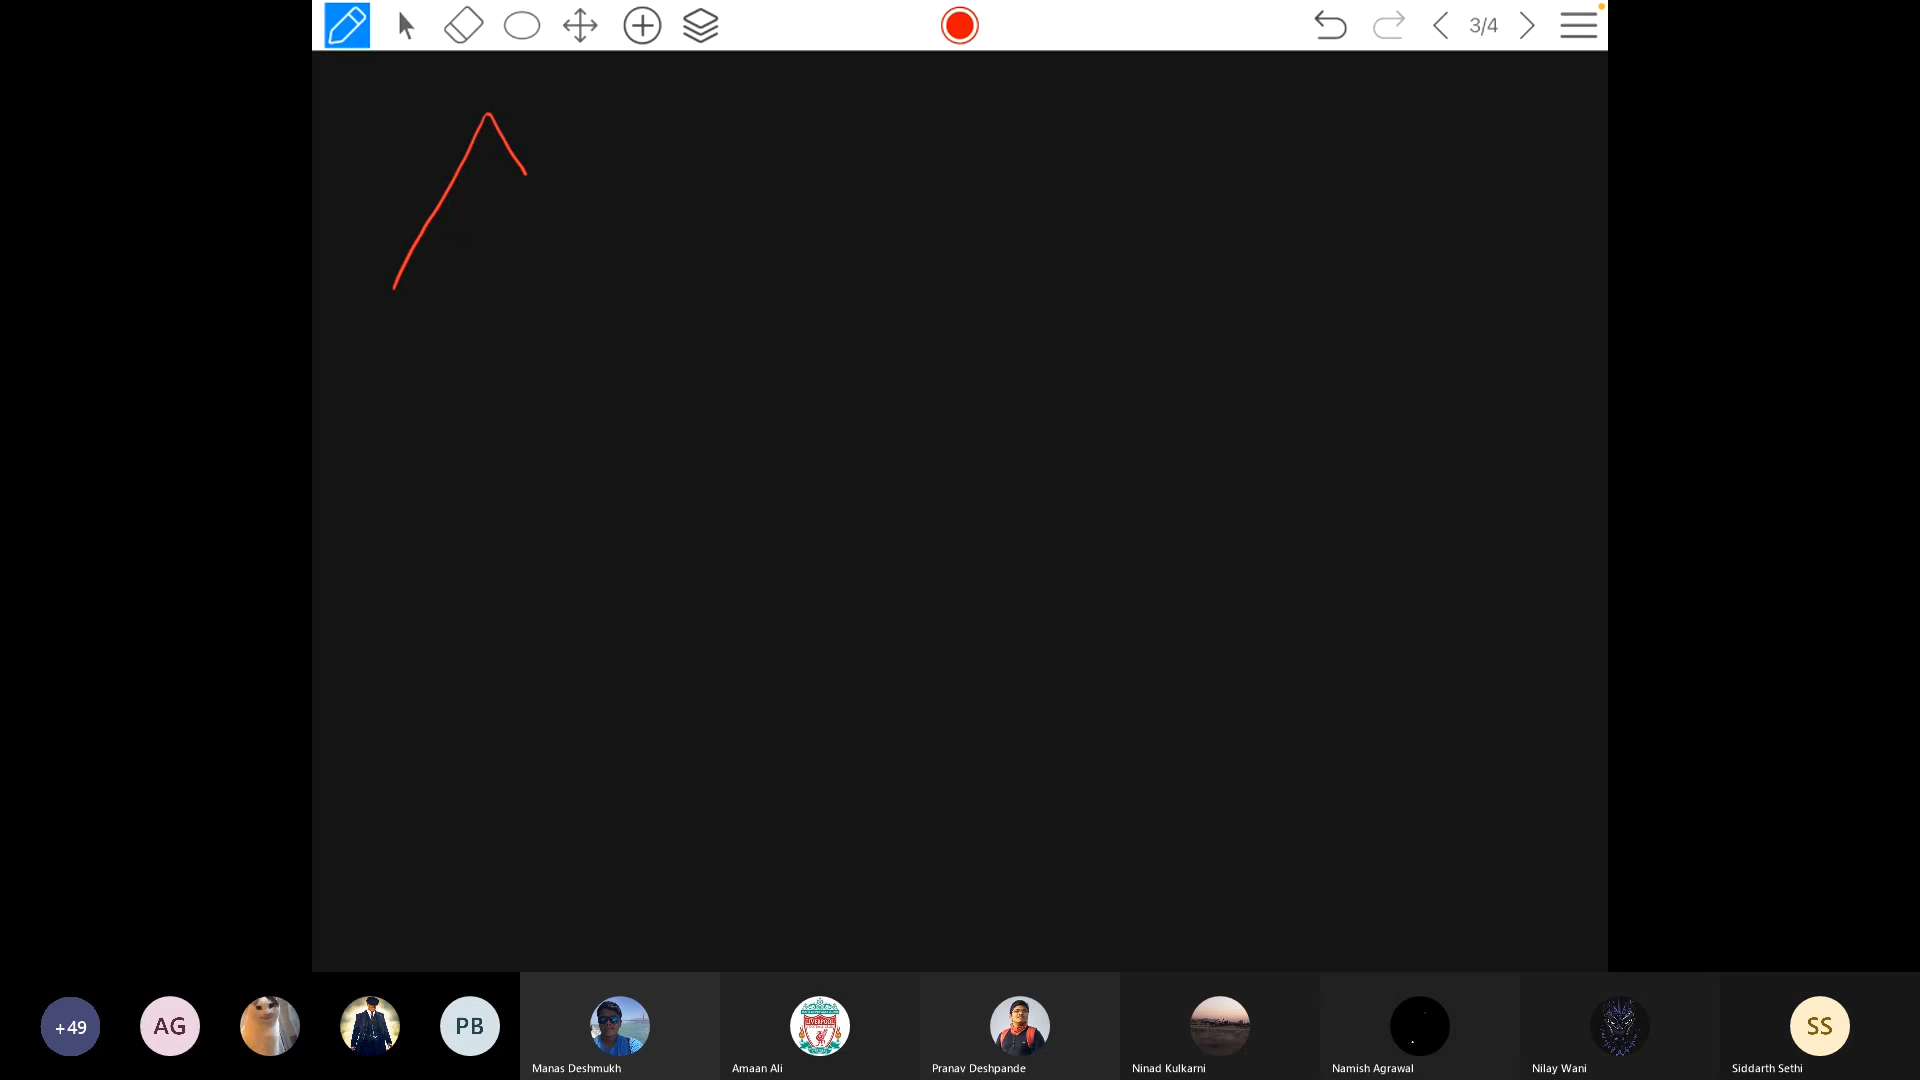 3/4
+49
AG
PB
SS
LIVERPOOL
Manas Deshmukh
Amaan Ali
Pranav Deshpande
Ninad Kulkarni
Namish Agrawal
Nilay Wani
Siddarth Sethi